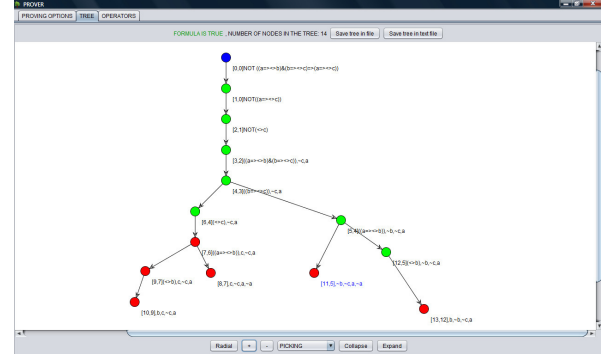 PROVER
PROVING OPTIONS TREE OPERATORS
FORMULA IS TRUE , NUMBER OF NODES IN THE TREE: 14 Save tree in file Save tree in text file
[0,0]NOT ((a=><>b)&(b=><>c)=>(a=><>c))
[1,0]NOT((a=><>c))
[2,1]NOT(<>c)
[3,2]((a=><>b)&(b=><>c)),~c,a
[4,3]((b=><>c)),~c,a
[6,4](<>c),~c,a
[5,4]((a=><>b)),~b,~c,a
[7,6]((a=><>b)),c,~c,a
[12,5](<>b),~b,~c,a
[9,7](<>b),c,~c,a
[8,7],c,~c,a,~a
[11,5],~b,~c,a,~a
[10,9],b,c,~c,a
[13,12],b,~b,~c,a
Radial + - PICKING Collapse Expand